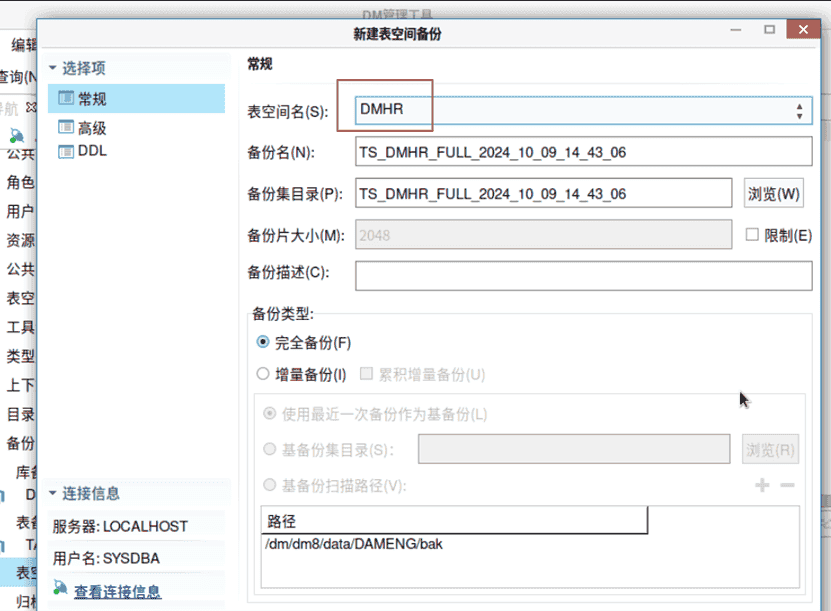 DM管理工具
新建表空间备份
编辑
查询(N
航
公共
角色
用户
资源
公共
表空
工具
类型
上下
目录
备份
库备
D
表备
TA
表空
归档
选择项
常规
高级
DDL
连接信息
服务器: LOCALHOST
用户名: SYSDBA
查看连接信息
常规
表空间名(S): DMHR
备份名(N): TS_DMHR_FULL_2024_10_09_14_43_06
备份集目录(P): TS_DMHR_FULL_2024_10_09_14_43_06 浏览(W)
备份片大小(M): 2048 限制(E)
备份描述(C):
备份类型:
完全备份(F)
增量备份(I) 累积增量备份(U)
使用最近一次备份作为基备份(L)
基备份集目录(S): 浏览(R)
基备份扫描路径(V):
路径
/dm/dm8/data/DAMENG/bak